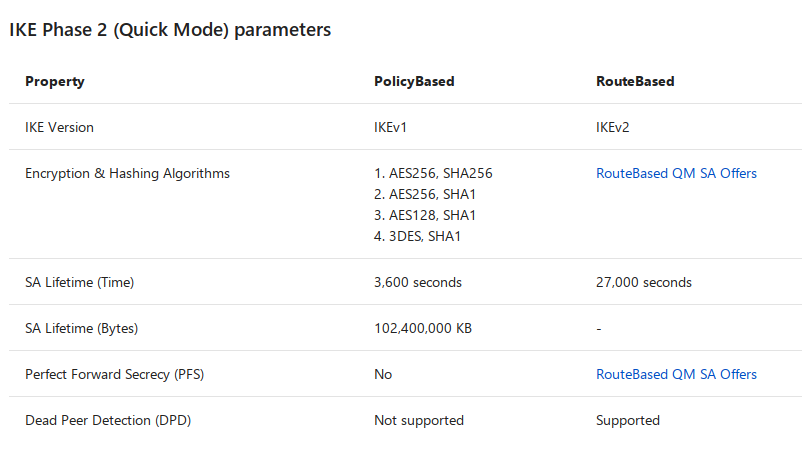 IKE Phase 2 (Quick Mode) parameters
Property PolicyBased RouteBased
IKE Version IKEv1 IKEv2
Encryption & Hashing Algorithms 1. AES256, SHA256 RouteBased QM SA Offers
2. AES256, SHA1
3. AES128, SHA1
4. 3DES, SHA1
SA Lifetime (Time) 3,600 seconds 27,000 seconds
SA Lifetime (Bytes) 102,400,000 KB -
Perfect Forward Secrecy (PFS) No RouteBased QM SA Offers
Dead Peer Detection (DPD) Not supported Supported